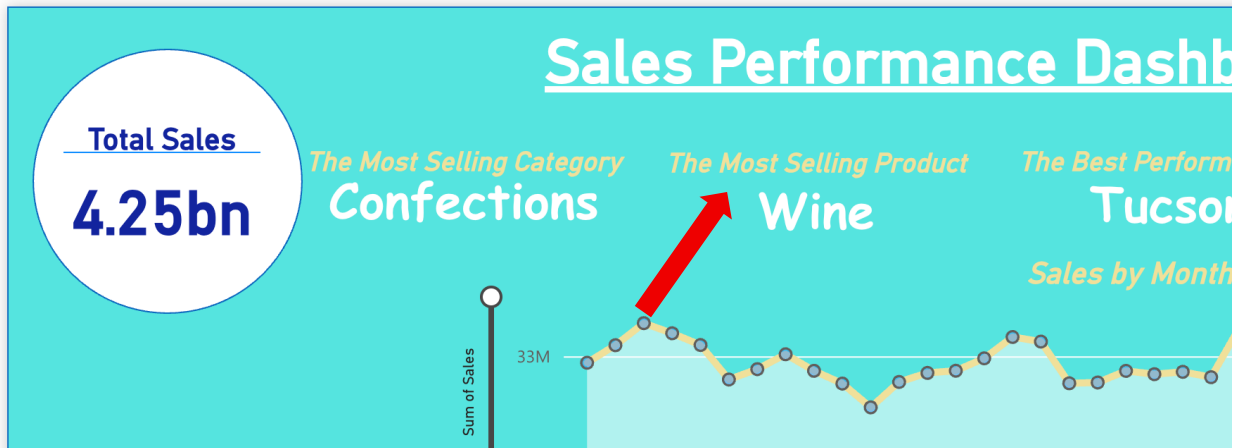 Sales Performance Dashb
Total Sales
4.25bn
The Most Selling Category
Confections
The Most Selling Product
Wine
The Best Perform
Tucson
Sales by Month
33M
Sum of Sales